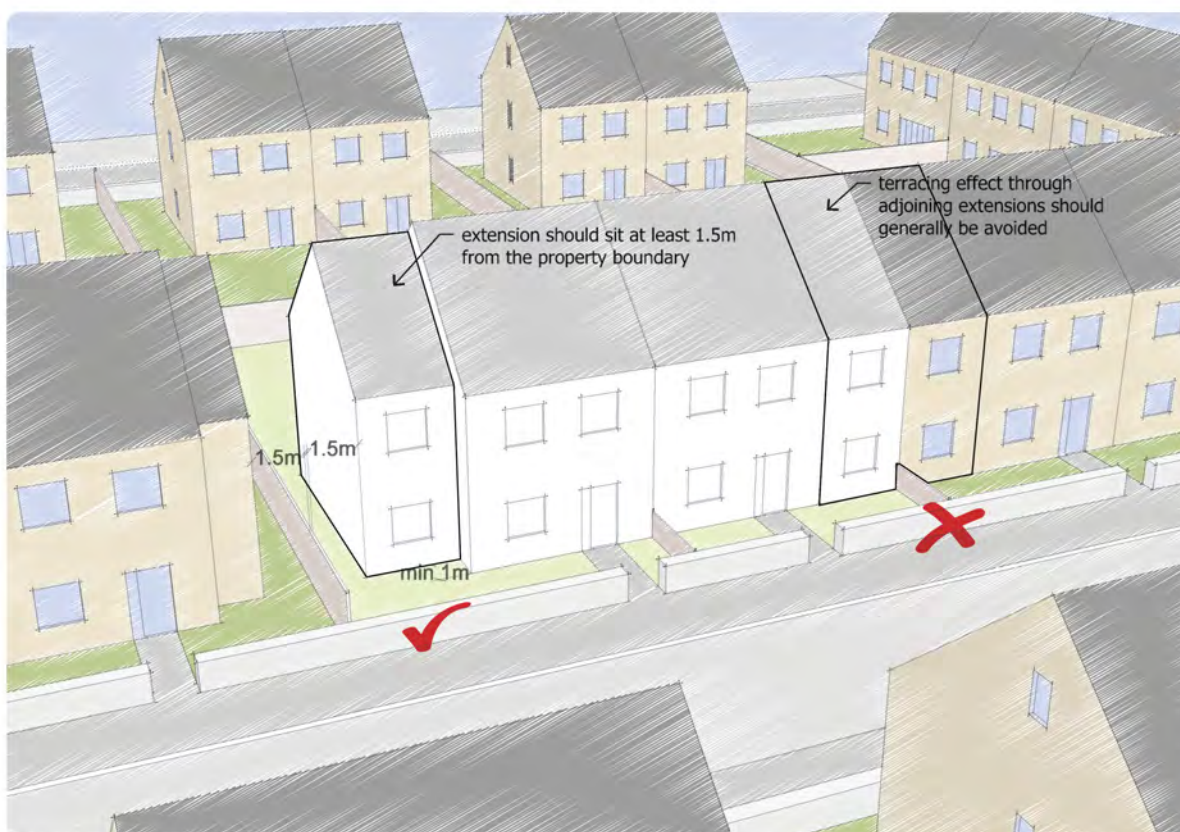 terracing effect through
adjoining extensions should
generally be avoided
extension should sit at least 1.5m
from the property boundary
1.5m
1.5m
min 1m